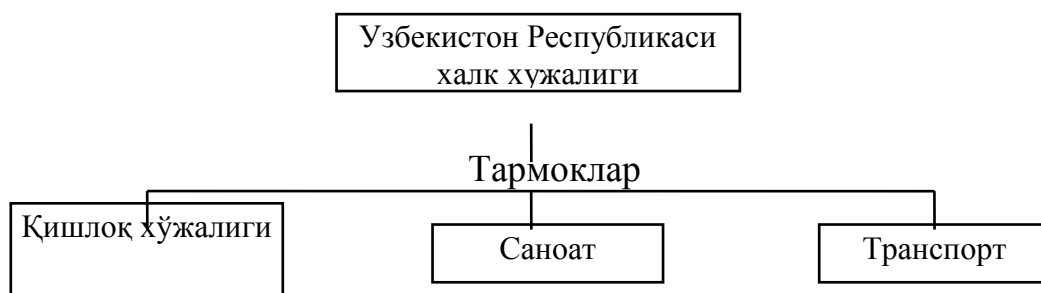 Узбекистон Республикаси
халк хужалиги
Тармоклар
Қишлоқ хўжалиги
Саноат
Транспорт